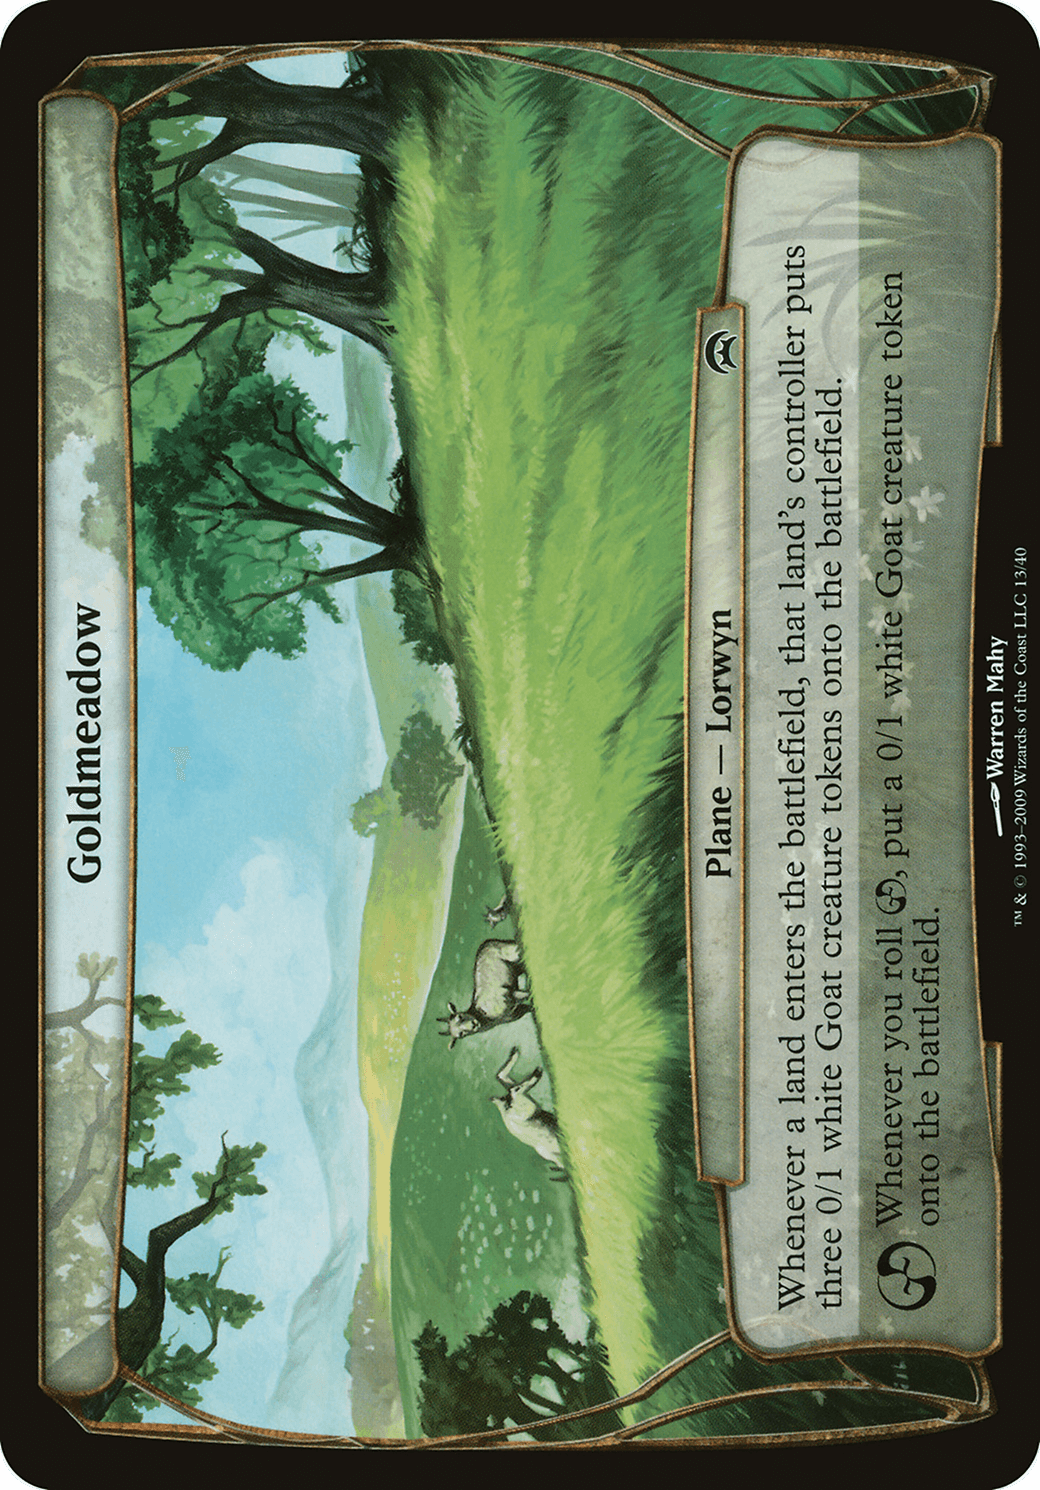 Goldmeadow
Plane — Lorwyn
Whenever a land enters the battlefield, that land's controller puts
three 0/1 white Goat creature tokens onto the battlefield.
Whenever you roll , put a 0/1 white Goat creature token
onto the battlefield.
Warren Mahy
™ & © 1993–2009 Wizards of the Coast LLC 13/40